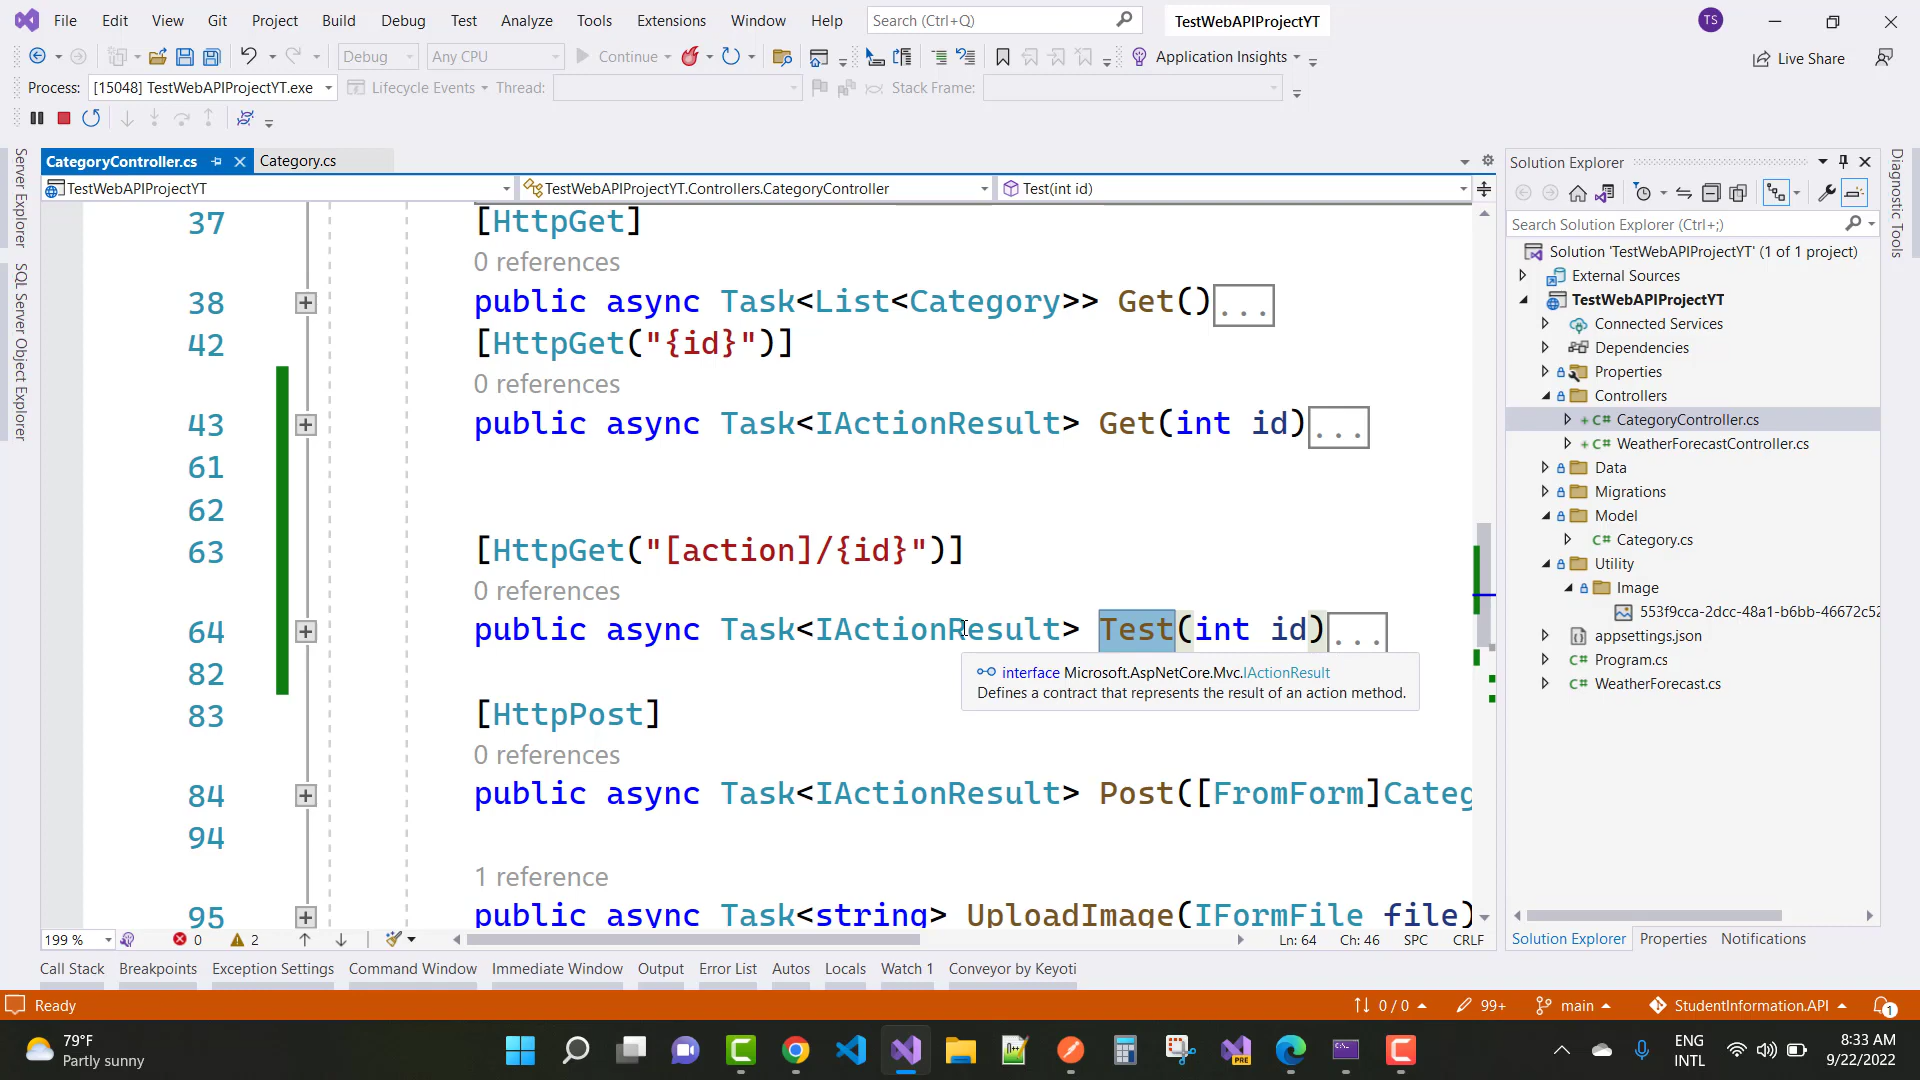 File Edit View Git Project Build Debug Test Analyze Tools Extensions Window Help Search (Ctrl+Q) TestWebAPIProjectYT TS
Debug Any CPU Continue Application Insights Live Share
Process: [15048] TestWebAPIProjectYT.exe Lifecycle Events Thread: Stack Frame:
Server Explorer
SQL Server Object Explorer
CategoryController.cs Category.cs
TestWebAPIProjectYT TestWebAPIProjectYT.Controllers.CategoryController Test(int id)
37 [HttpGet]
0 references
38 public async Task<List<Category>> Get()...
42 [HttpGet("{id}")]
0 references
43 public async Task<IActionResult> Get(int id)...
61
62
63 [HttpGet("[action]/{id}")]
0 references
64 public async Task<IActionResult> Test(int id)...
interface Microsoft.AspNetCore.Mvc.IActionResult
Defines a contract that represents the result of an action method.
82
83 [HttpPost]
0 references
84 public async Task<IActionResult> Post([FromForm]Categ
94
1 reference
95 public async Task<string> UploadImage(IFormFile file)
199 % 0 2 Ln: 64 Ch: 46 SPC CRLF
Solution Explorer
Search Solution Explorer (Ctrl+;)
Solution 'TestWebAPIProjectYT' (1 of 1 project)
External Sources
TestWebAPIProjectYT
Connected Services
Dependencies
Properties
Controllers
C# CategoryController.cs
C# WeatherForecastController.cs
Data
Migrations
Model
C# Category.cs
Utility
Image
553f9cca-2dcc-48a1-b6bb-46672c52
appsettings.json
C# Program.cs
C# WeatherForecast.cs
Solution Explorer Properties Notifications
Diagnostic Tools
Call Stack Breakpoints Exception Settings Command Window Immediate Window Output Error List Autos Locals Watch 1 Conveyor by Keyoti
Ready 0 / 0 99+ main StudentInformation.API 1
79°F
Partly sunny
PRE
ENG
INTL
8:33 AM
9/22/2022